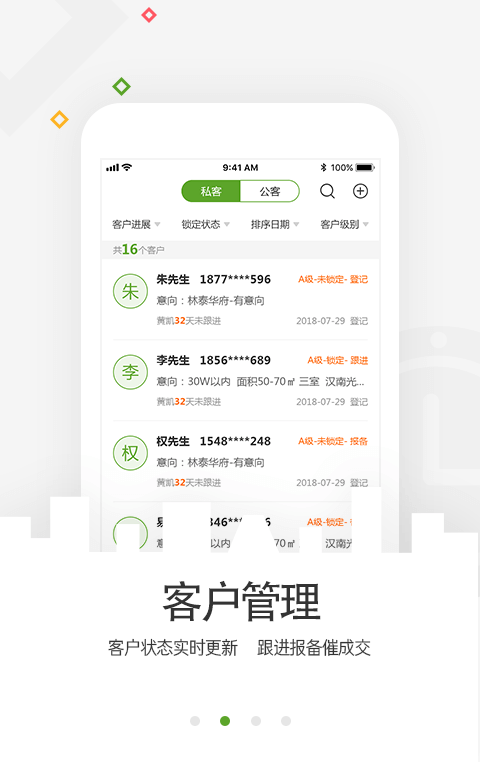 9:41 AM 100%
私客 公客
客户进展 锁定状态 排序日期 客户级别
共16个客户
朱 朱先生 1877****596 A级-未锁定- 登记
意向：林泰华府-有意向
黄凯32天未跟进 2018-07-29 登记
李 李先生 1856****689 A级-锁定- 跟进
意向：30W以内 面积50-70㎡ 三室 汉南光...
黄凯32天未跟进 2018-07-29 登记
权 权先生 1548****248 A级-未锁定- 报备
意向：林泰华府-有意向
黄凯32天未跟进 2018-07-29 登记
A级-锁定-
以内 70㎡ 汉南光
客户管理
客户状态实时更新 跟进报备催成交